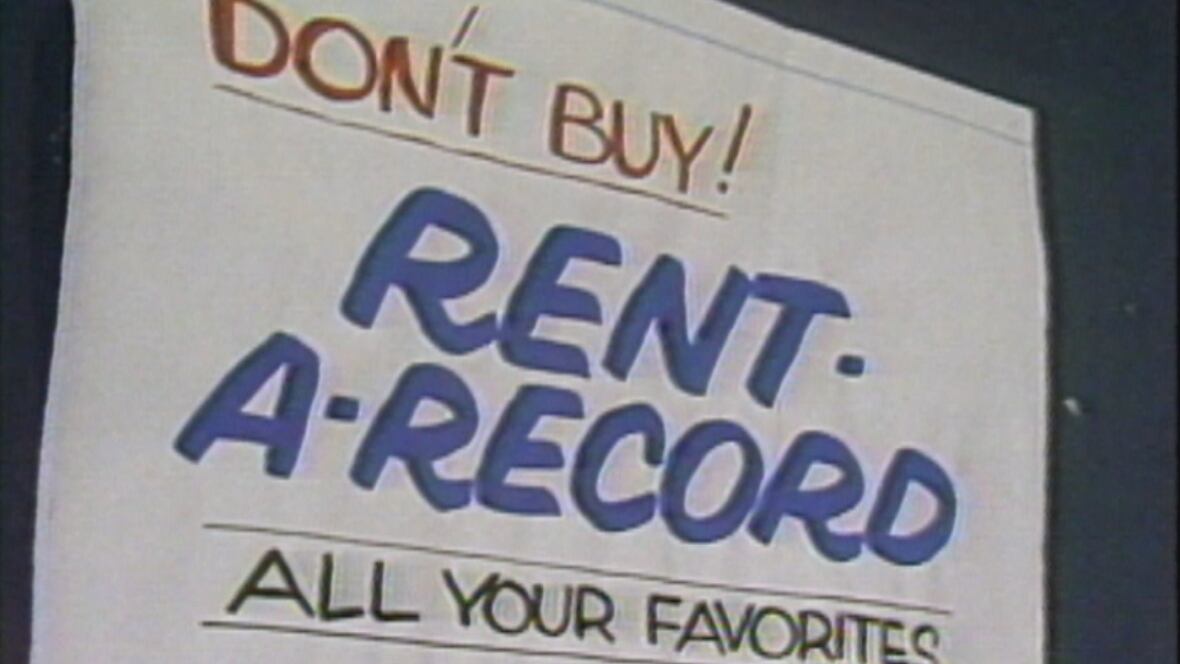 DON'T BUY!
RENT-
A-RECORD
ALL YOUR FAVORITES